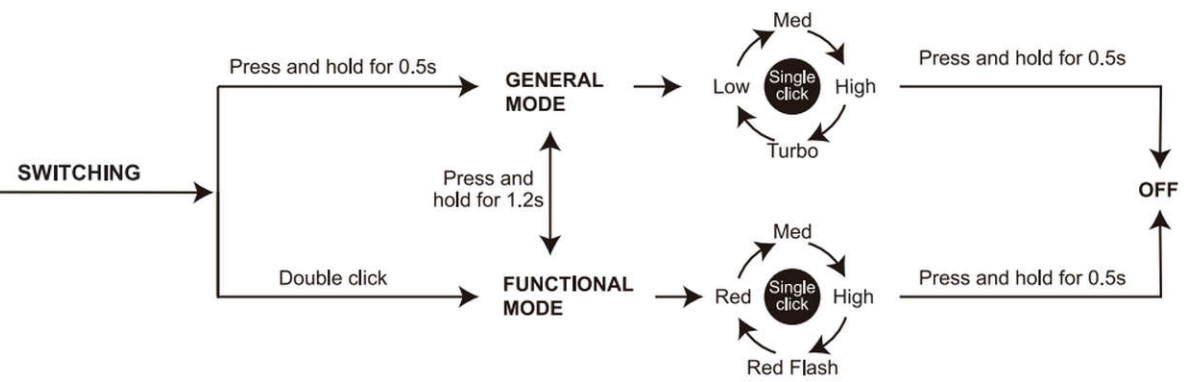 SWITCHING
Press and hold for 0.5s
GENERAL
MODE
Press and
hold for 1.2s
Double click
FUNCTIONAL
MODE
Med
Low
Single
click
High
Turbo
Press and hold for 0.5s
Med
Red
Single
click
High
Red Flash
Press and hold for 0.5s
OFF